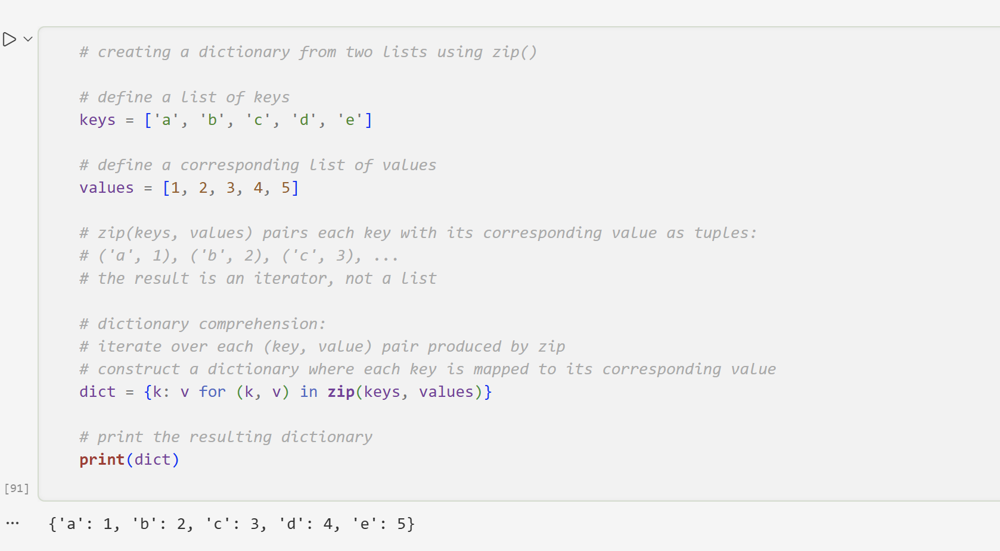 # creating a dictionary from two lists using zip()
# define a list of keys
keys = ['a', 'b', 'c', 'd', 'e']
# define a corresponding list of values
values = [1, 2, 3, 4, 5]
# zip(keys, values) pairs each key with its corresponding value as tuples:
# ('a', 1), ('b', 2), ('c', 3), ...
# the result is an iterator, not a list
# dictionary comprehension:
# iterate over each (key, value) pair produced by zip
# construct a dictionary where each key is mapped to its corresponding value
dict = {k: v for (k, v) in zip(keys, values)}
# print the resulting dictionary
print(dict)
[91]
... {'a': 1, 'b': 2, 'c': 3, 'd': 4, 'e': 5}